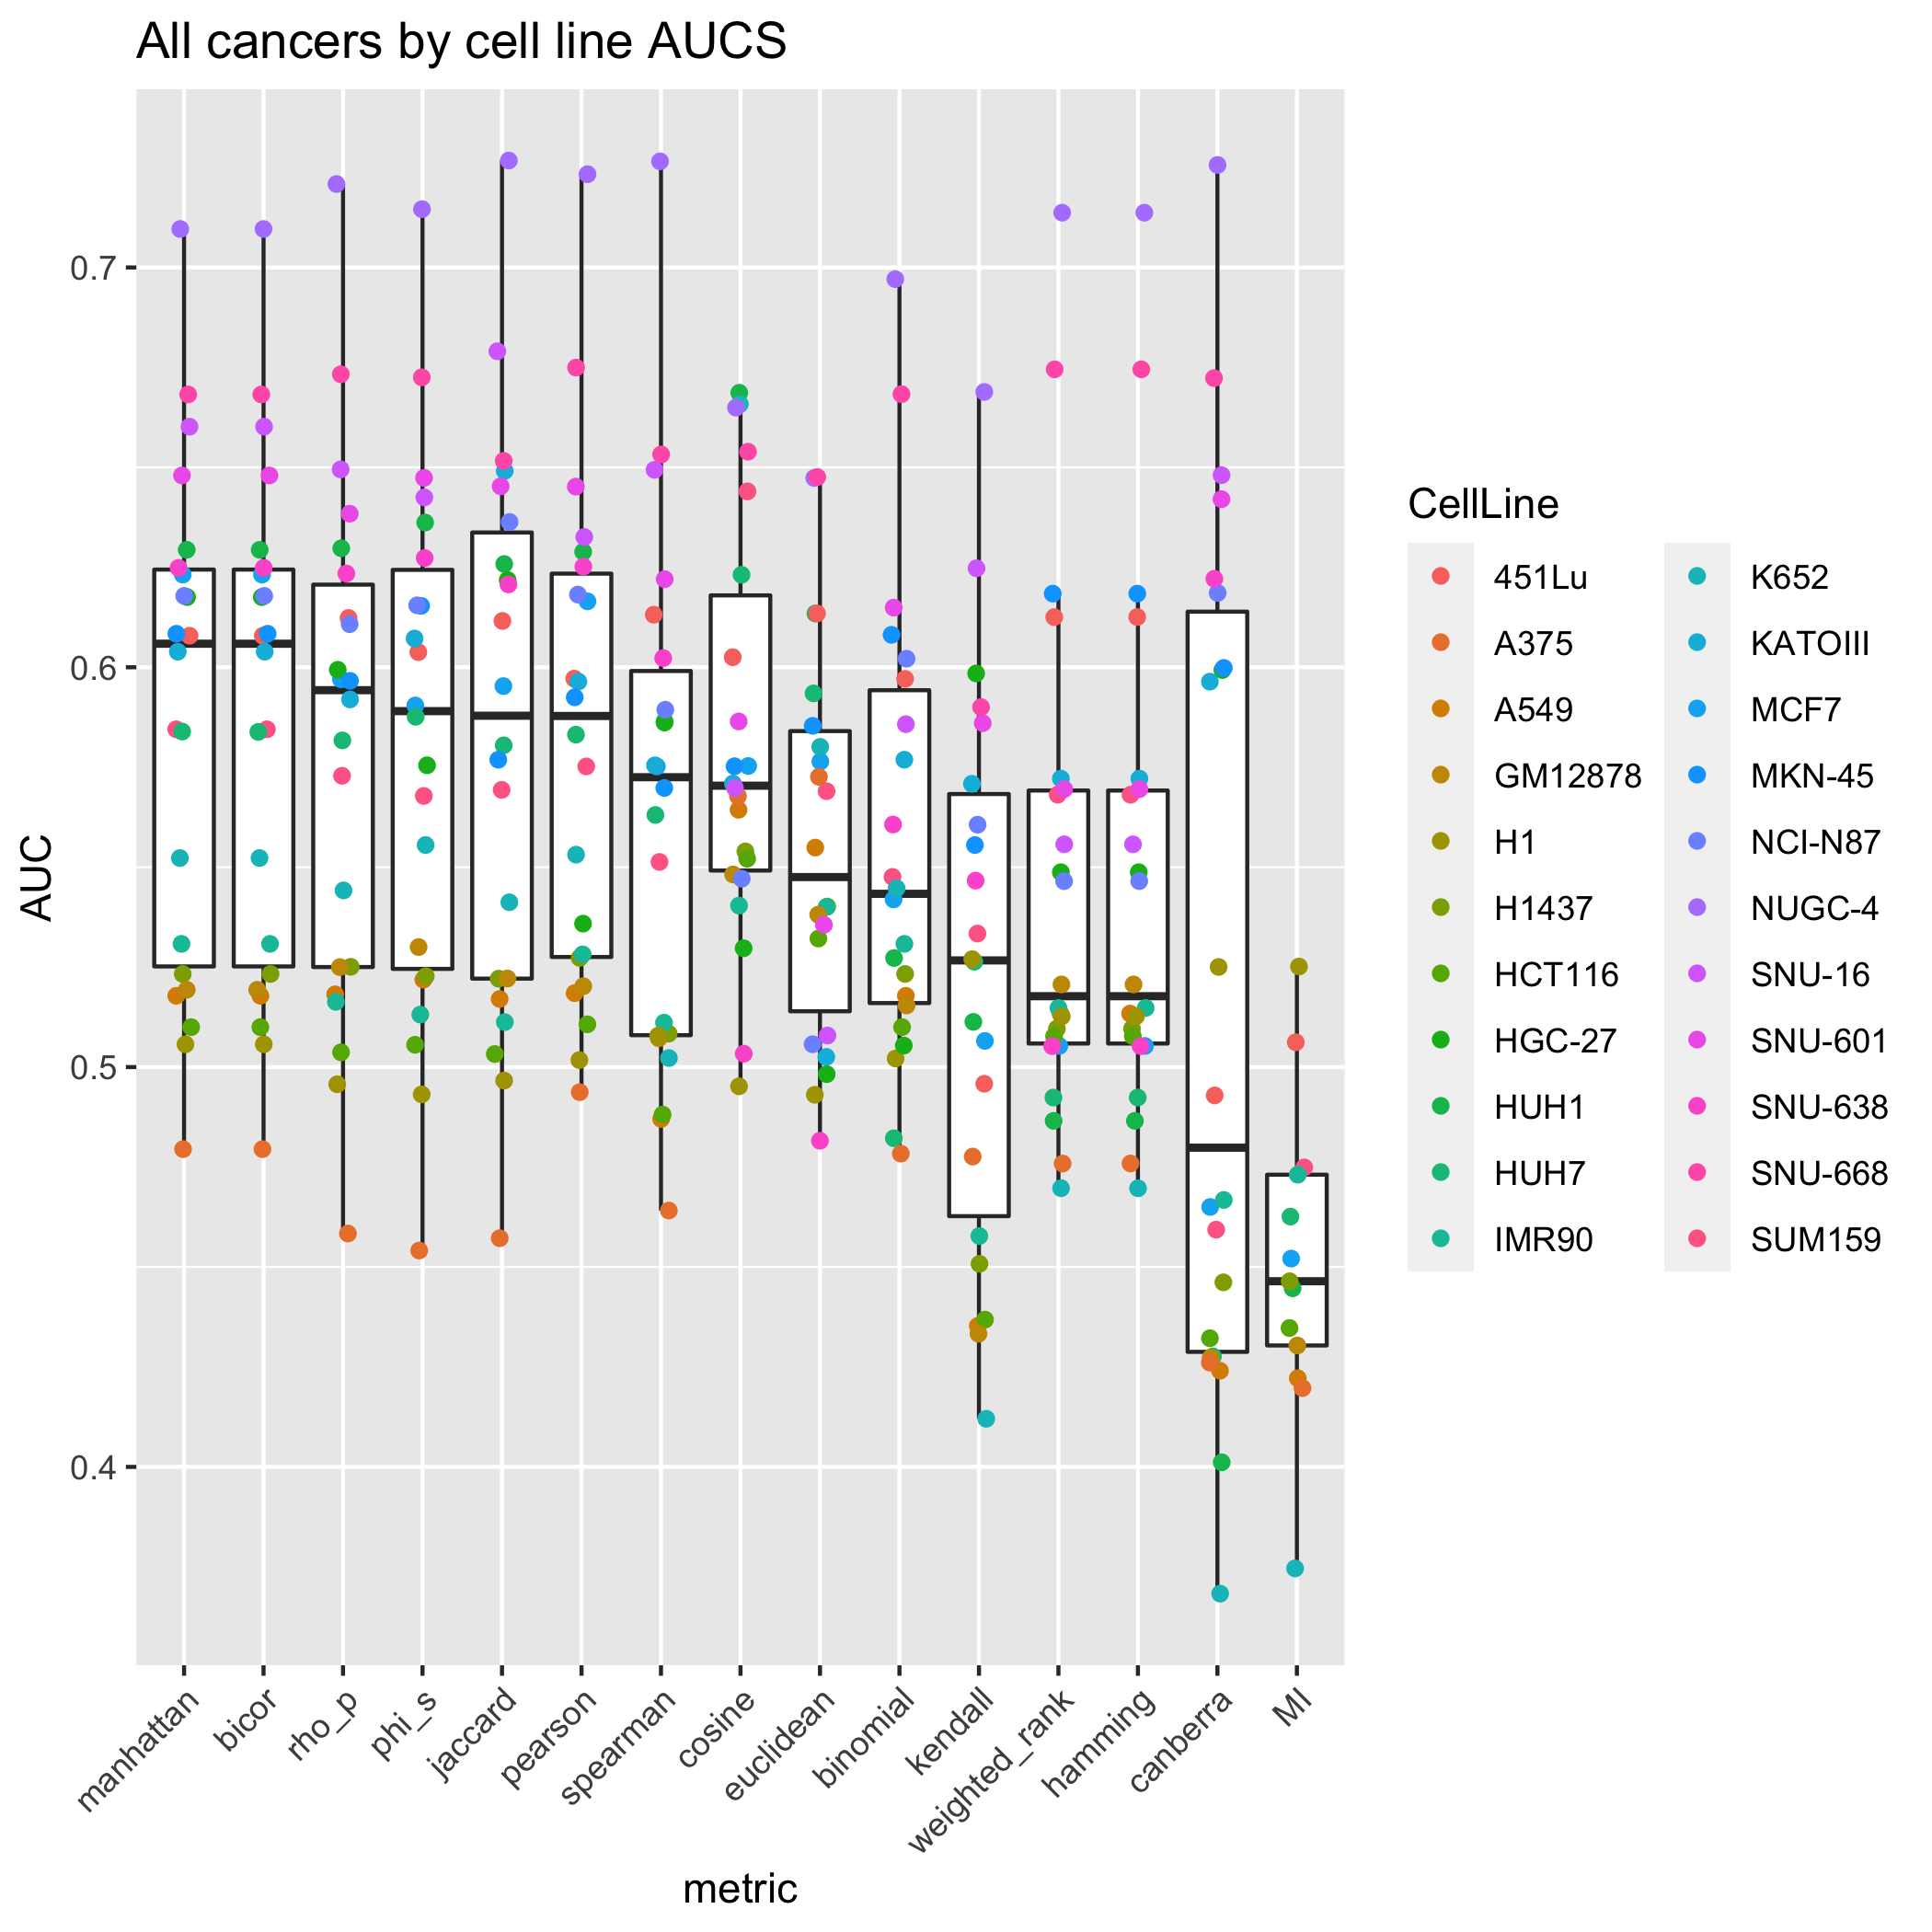 All cancers by cell line AUCS
AUC
0.7
0.6
0.5
0.4
manhattan
bicor
rho_p
phi_s
jaccard
pearson
spearman
cosine
euclidean
binomial
kendall
weighted_rank
hamming
canberra
MI
metric
CellLine
451Lu
A375
A549
GM12878
H1
H1437
HCT116
HGC-27
HUH1
HUH7
IMR90
K652
KATOIII
MCF7
MKN-45
NCI-N87
NUGC-4
SNU-16
SNU-601
SNU-638
SNU-668
SUM159